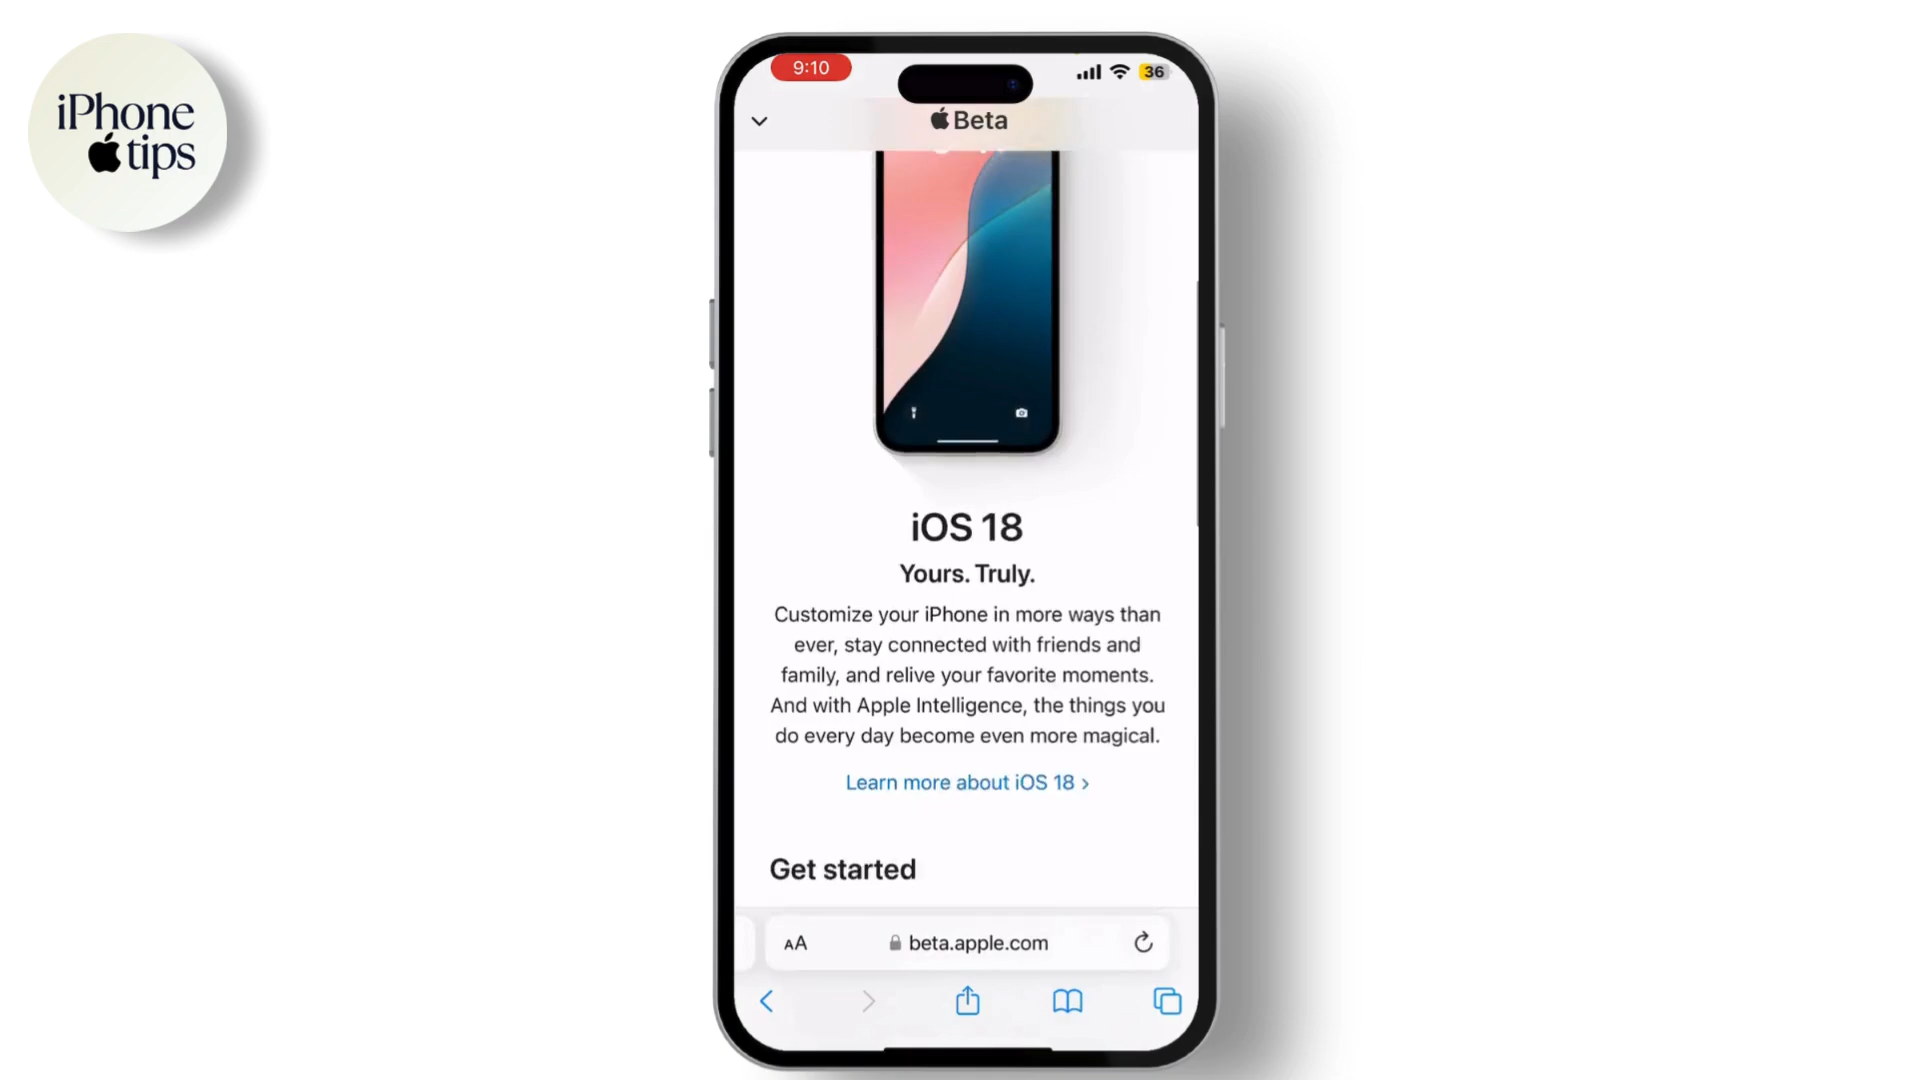 iPhone
tips
9:10
36
Beta
iOS 18
Yours. Truly.
Customize your iPhone in more ways than
ever, stay connected with friends and
family, and relive your favorite moments.
And with Apple Intelligence, the things you
do every day become even more magical.
Learn more about iOS 18 >
Get started
AA
beta.apple.com